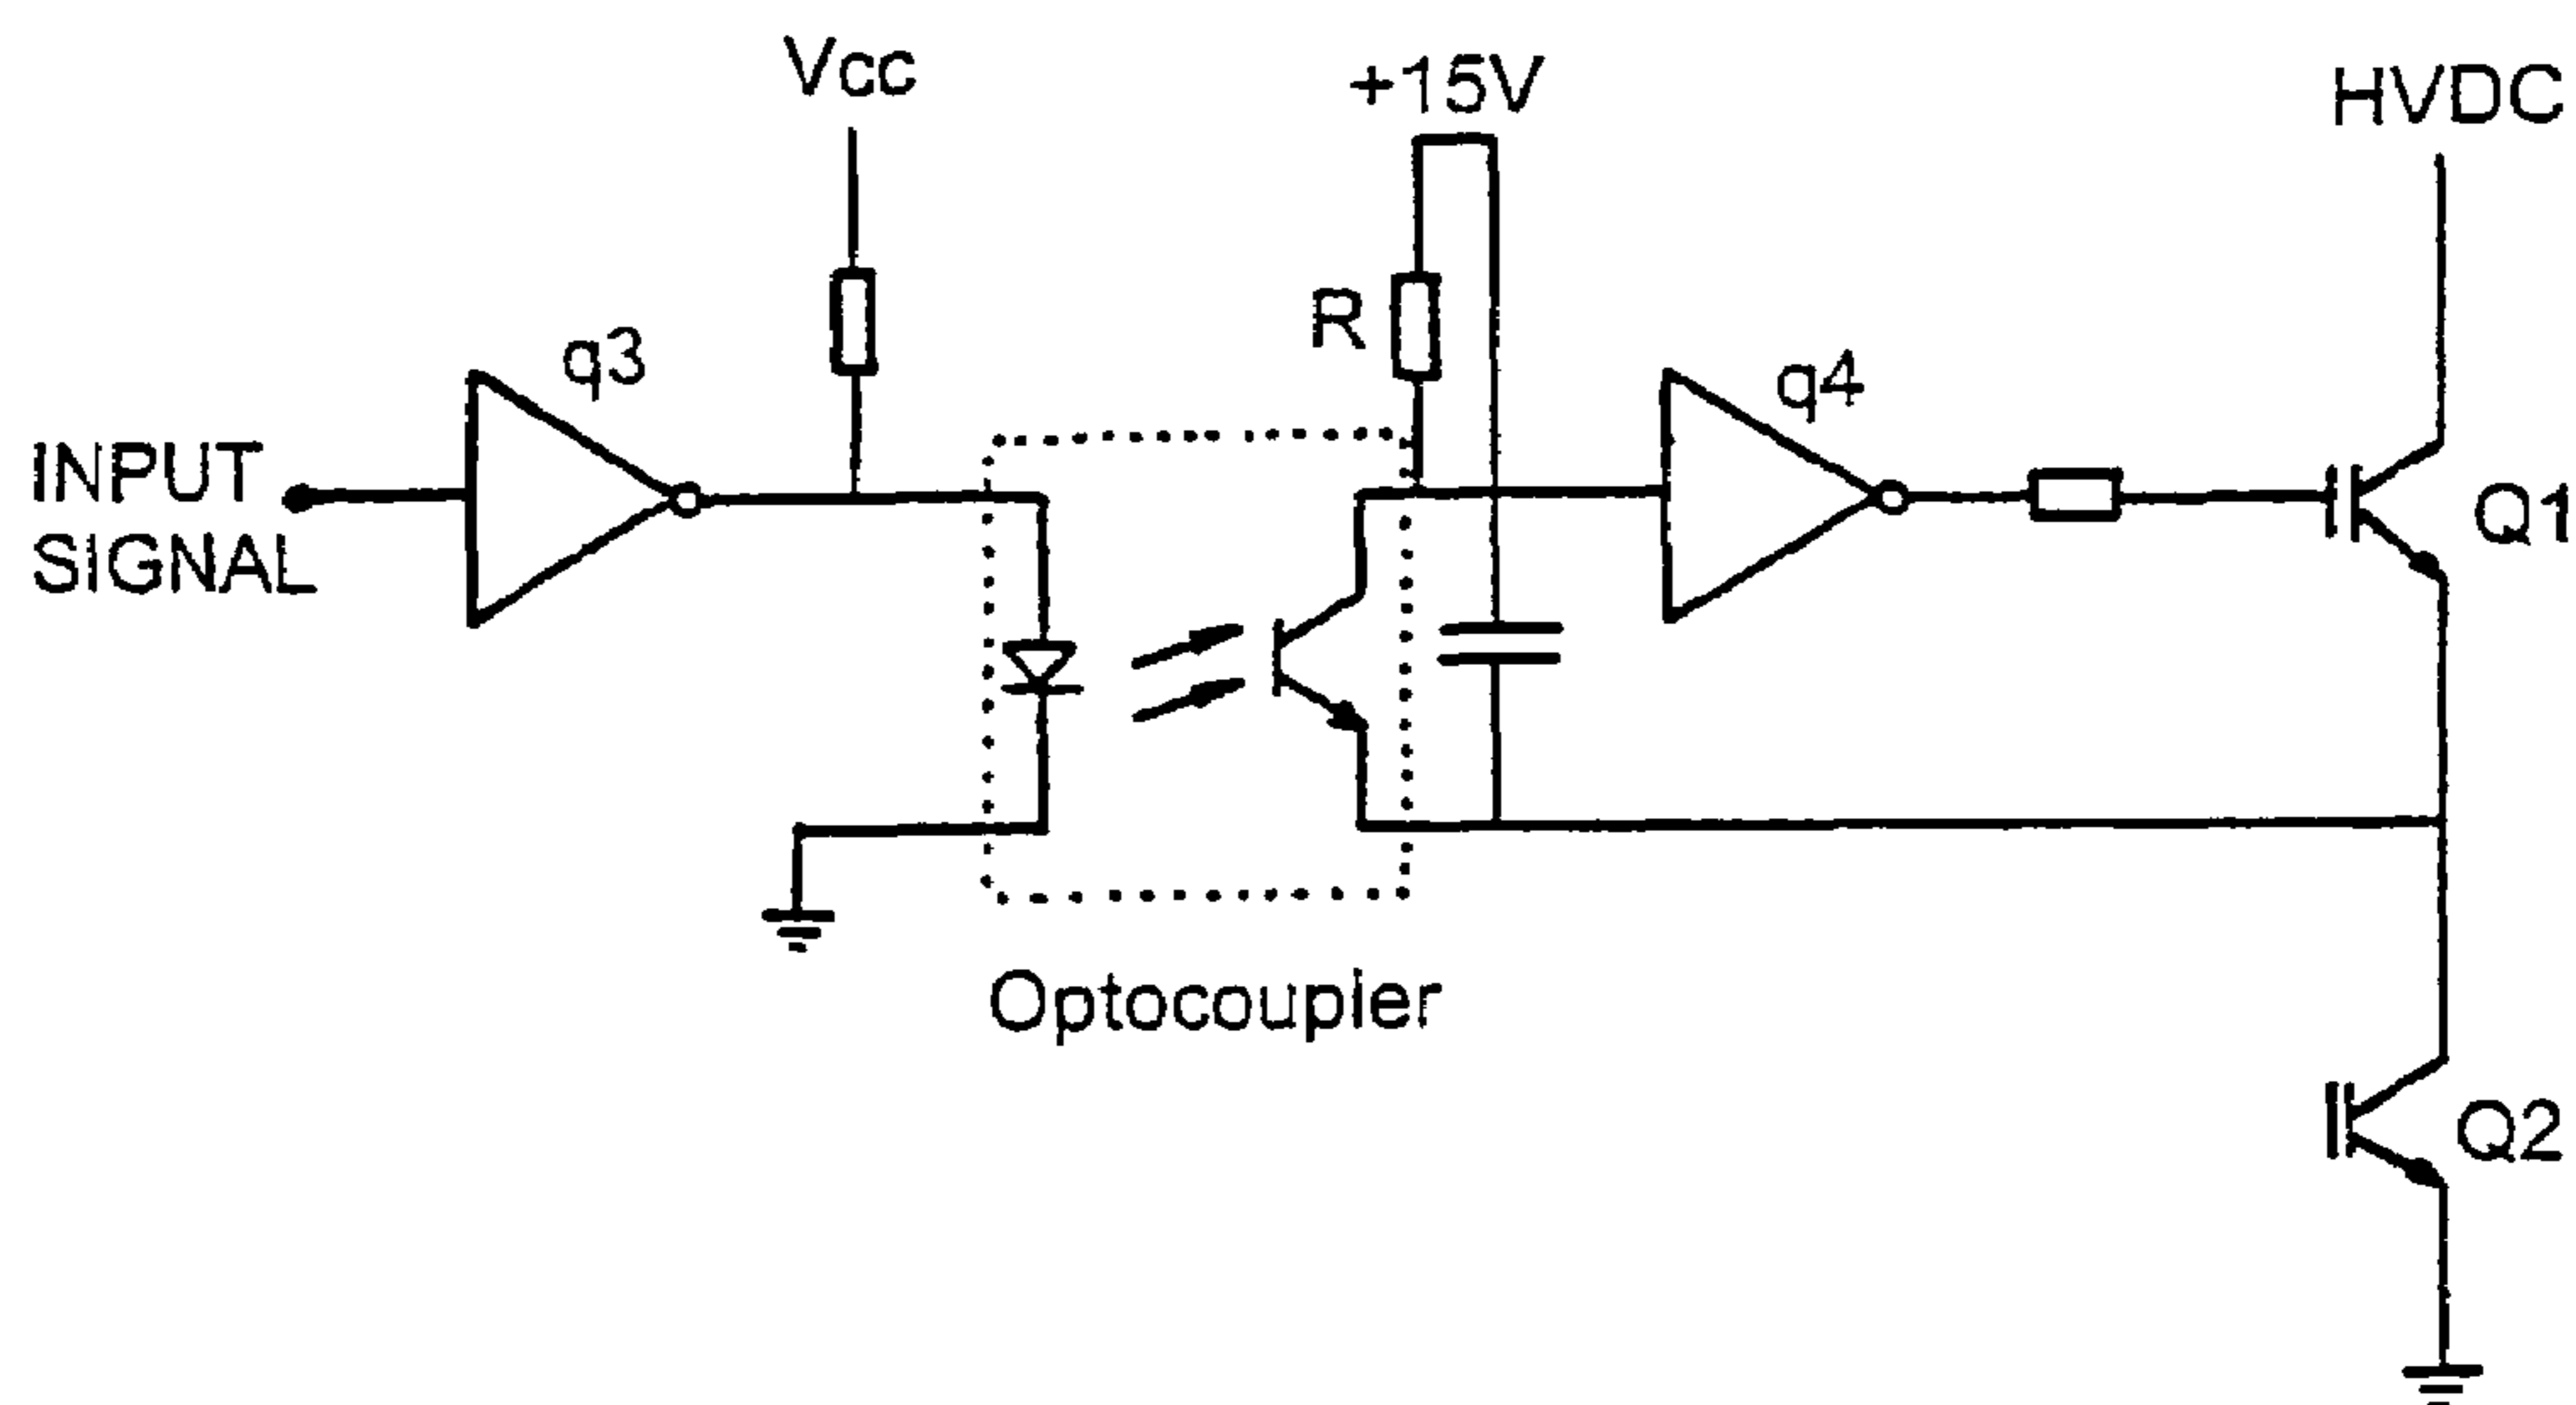 Vcc
+15V
HVDC
R
q3
q4
INPUT
SIGNAL
Q1
Optocoupler
Q2